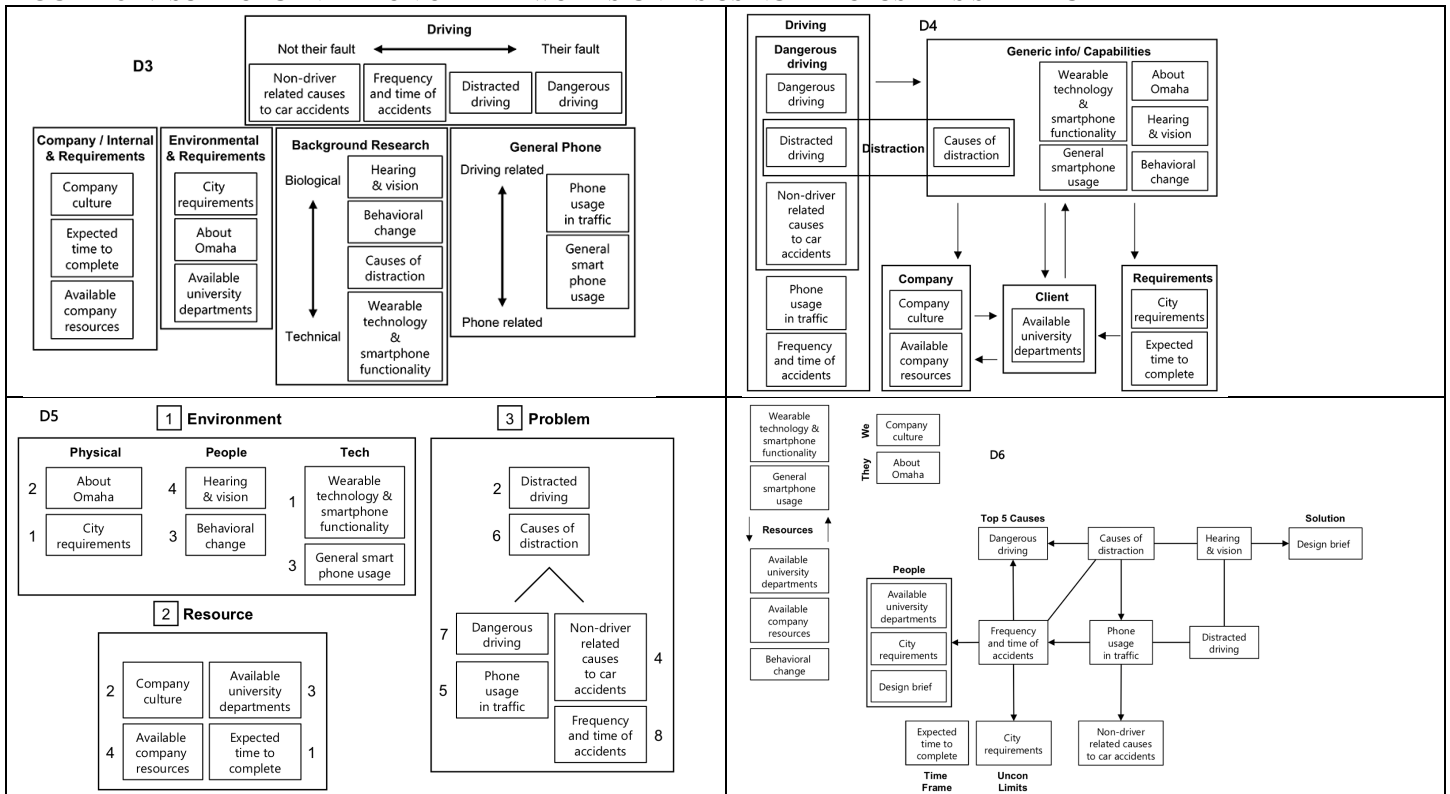 D3
Driving
Not their fault
Their fault
Non-driver
related causes
to car accidents
Frequency
and time of
accidents
Distracted
driving
Dangerous
driving
Company / Internal
& Requirements
Company
culture
Expected
time to
complete
Available
company
resources
Environmental
& Requirements
City
requirements
About
Omaha
Available
university
departments
Background Research
Biological
Technical
Hearing
& vision
Behavioral
change
Causes of
distraction
Wearable
technology
&
smartphone
functionality
General Phone
Driving related
Phone related
Phone
usage
in traffic
General
smart
phone
usage
D4
Driving
Dangerous
driving
Dangerous
driving
Distracted
driving
Distraction
Causes of
distraction
Non-driver
related
causes
to car
accidents
Phone
usage
in traffic
Frequency
and time of
accidents
Generic info/ Capabilities
Wearable
technology
&
smartphone
functionality
General
smartphone
usage
About
Omaha
Hearing
& vision
Behavioral
change
Company
Company
culture
Available
company
resources
Client
Available
university
departments
Requirements
City
requirements
Expected
time to
complete
D5
1 Environment
Physical
2 About
Omaha
1 City
requirements
People
4 Hearing
& vision
3 Behavioral
change
Tech
1 Wearable
technology &
smartphone
functionality
3 General smart
phone usage
2 Resource
2 Company
culture
Available
university
departments 3
4 Available
company
resources
Expected
time to
complete 1
3 Problem
2 Distracted
driving
6 Causes of
distraction
7 Dangerous
driving
5 Phone
usage
in traffic
Non-driver
related
causes
to car
accidents 4
Frequency
and time of
accidents 8
D6
Wearable
technology &
smartphone
functionality
General
smartphone
usage
Resources
Available
university
departments
Available
company
resources
Behavioral
change
We
Company
culture
They
About
Omaha
Top 5 Causes
Dangerous
driving
Causes of
distraction
Hearing
& vision
Solution
Design brief
People
Available
university
departments
City
requirements
Design brief
Frequency
and time of
accidents
Phone
usage
in traffic
Distracted
driving
Expected
time to
complete
Time
Frame
City
requirements
Uncon
Limits
Non-driver
related causes
to car accidents